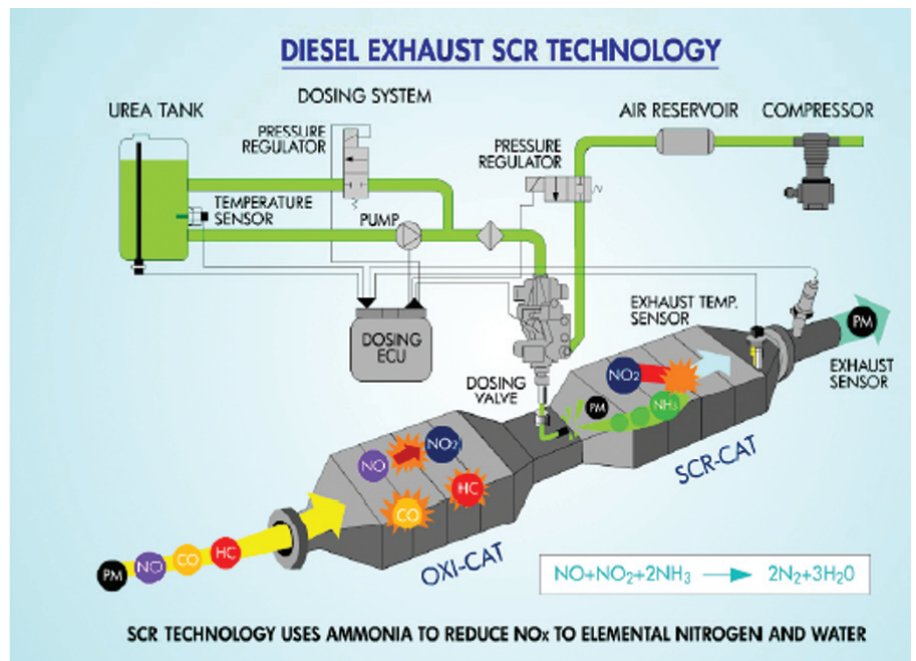 DIESEL EXHAUST SCR TECHNOLOGY
UREA TANK
DOSING SYSTEM
AIR RESERVOIR
COMPRESSOR
PRESSURE
REGULATOR
PRESSURE
REGULATOR
TEMPERATURE
SENSOR
PUMP
DOSING
ECU
EXHAUST TEMP.
SENSOR
PM
EXHAUST
SENSOR
DOSING
VALVE
NO₂
PM
NH₃
SCR-CAT
NO
NO₂
CO
HC
OXI-CAT
PM
NO
CO
HC
NO+NO₂+2NH₃ → 2N₂+3H₂0
SCR TECHNOLOGY USES AMMONIA TO REDUCE NOx TO ELEMENTAL NITROGEN AND WATER